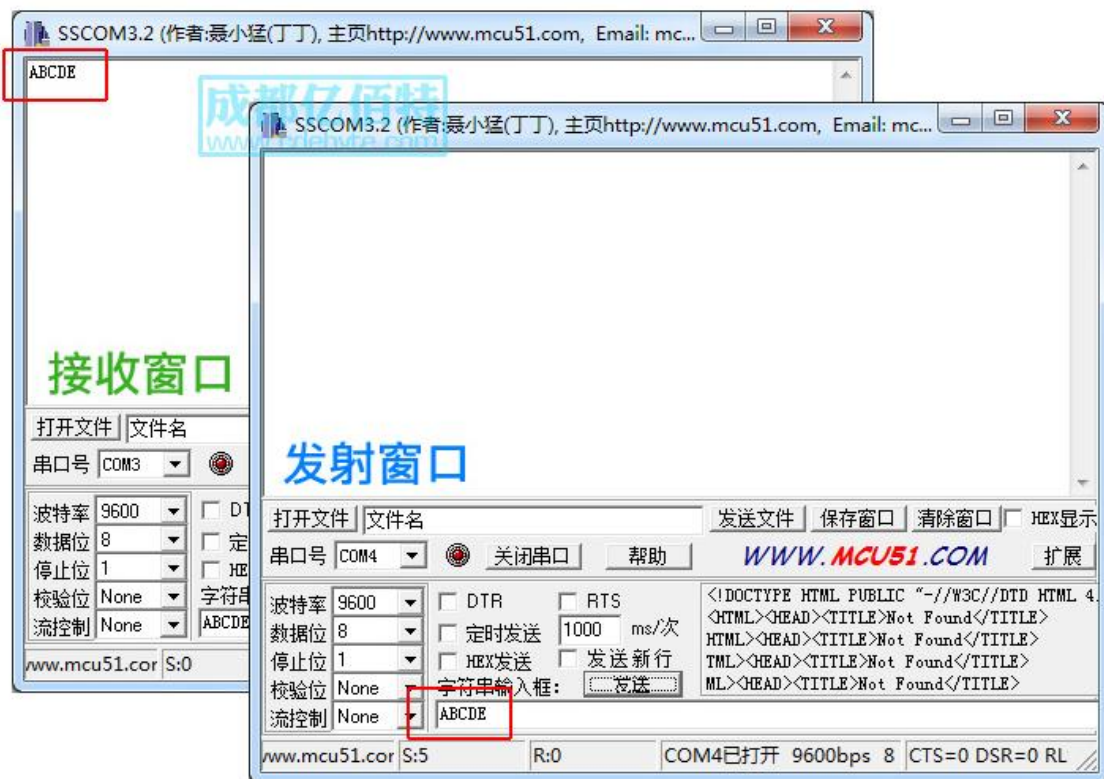 SSCOM3.2 (作者:聂小猛(丁丁), 主页http://www.mcu51.com, Email: mc...
ABCDE
成都亿佰特
www.cdebyte.com
接收窗口
打开文件 文件名
串口号 COM3
波特率 9600
数据位 8
停止位 1
校验位 None
流控制 None
DT
定
HE
字符串
ABCDE
www.mcu51.cor S:0
SSCOM3.2 (作者:聂小猛(丁丁), 主页http://www.mcu51.com, Email: mc...
发射窗口
打开文件 文件名 发送文件 保存窗口 清除窗口 HEX显示
串口号 COM4 关闭串口 帮助 WWW.MCU51.COM 扩展
波特率 9600 DTR RTS
数据位 8 定时发送 1000 ms/次
停止位 1 HEX发送 发送新行
校验位 None 字符串输入框: 发送
流控制 None ABCDE
<!DOCTYPE HTML PUBLIC "-//W3C//DTD HTML 4.
<HTML><HEAD><TITLE>Not Found</TITLE>
HTML><HEAD><TITLE>Not Found</TITLE>
TML><HEAD><TITLE>Not Found</TITLE>
ML><HEAD><TITLE>Not Found</TITLE>
www.mcu51.cor S:5 R:0 COM4已打开 9600bps 8 CTS=0 DSR=0 RL